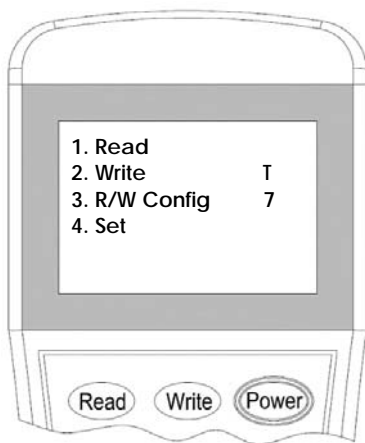 1. Read
2. Write T
3. R/W Config 7
4. Set
Read Write Power